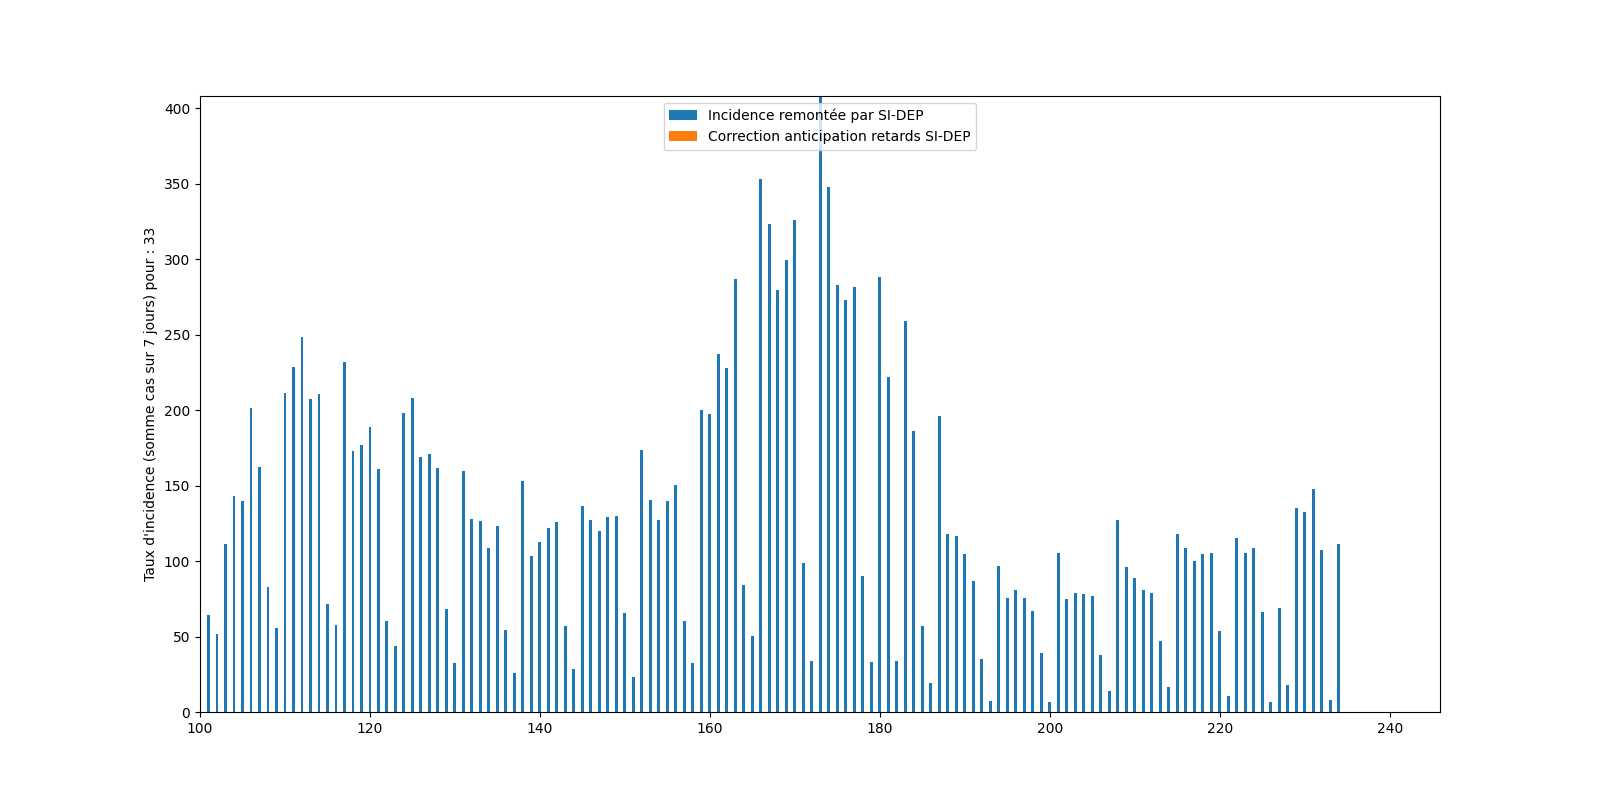 Incidence remontée par SI-DEP
Correction anticipation retards SI-DEP
Taux d'incidence (somme cas sur 7 jours) pour : 33
400
350
300
250
200
150
100
50
0
100 120 140 160 180 200 220 240